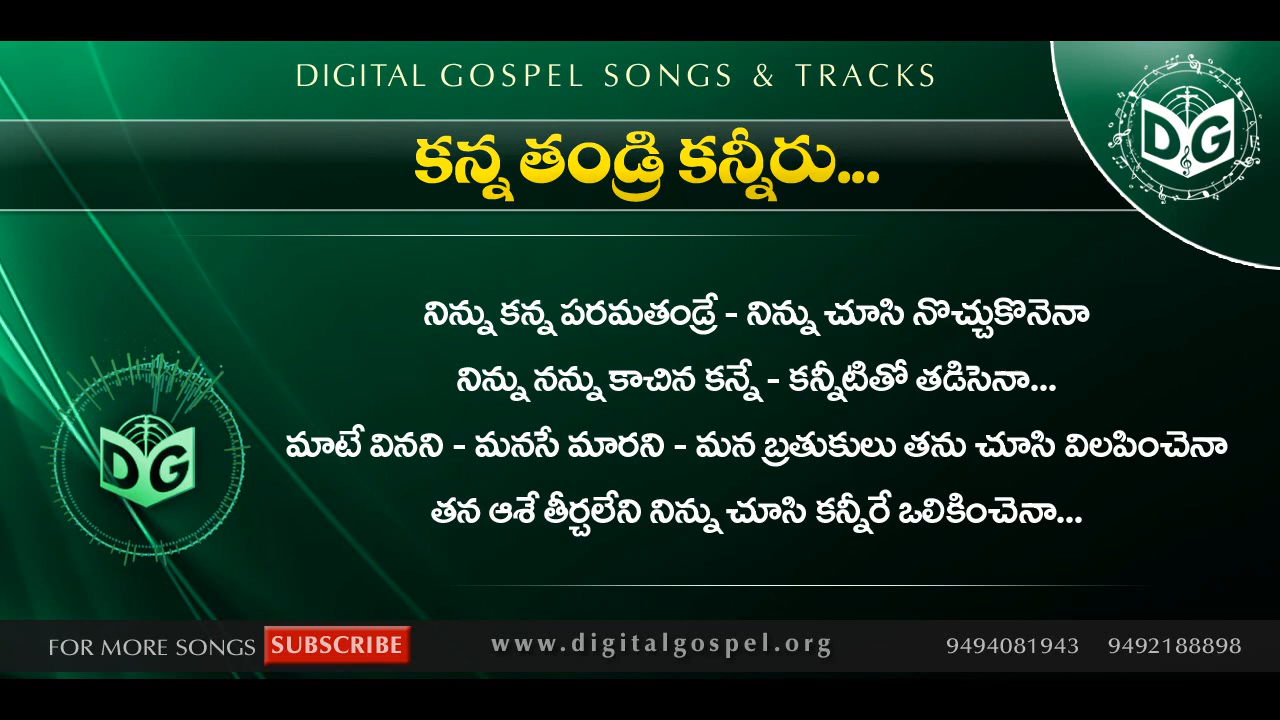 DIGITAL GOSPEL SONGS & TRACKS
DG
కన్న తండ్రి కన్నీరు...
నిన్ను కన్న పరమతండ్రే - నిన్ను చూసి నొచ్చుకొనెనా
నిన్ను నన్ను కాచిన కన్నే - కన్నీటితో తడిసెనా...
మాటే వినని - మనసే మారని - మన బ్రతుకులు తను చూసి విలపించెనా
తన ఆశే తీర్చలేని నిన్ను చూసి కన్నీరే ఒలికించెనా...
DG
FOR MORE SONGS SUBSCRIBE www.digitalgospel.org 9494081943 9492188898